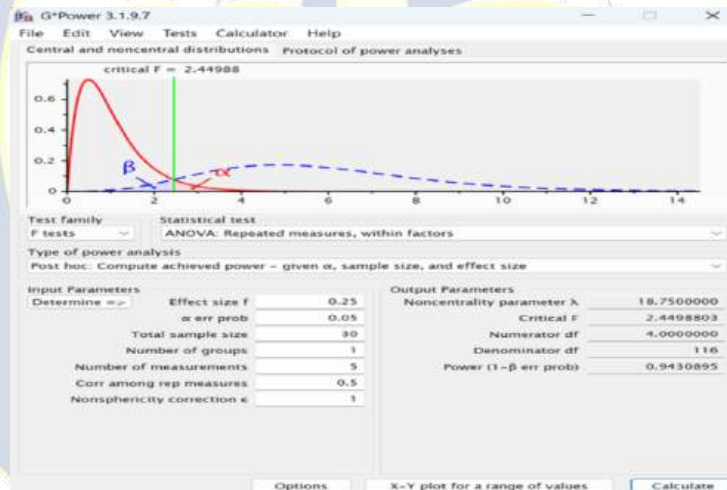 G*Power 3.1.9.7
File Edit View Tests Calculator Help
Central and noncentral distributions Protocol of power analyses
critical F = 2.44988
0.6
0.4
0.2
0
β
α
0 2 4 6 8 10 12 14
Test family Statistical test
F tests ANOVA: Repeated measures, within factors
Type of power analysis
Post hoc: Compute achieved power – given α, sample size, and effect size
Input Parameters Output Parameters
Determine => Effect size f 0.25 Noncentrality parameter λ 18.7500000
α err prob 0.05 Critical F 2.4498803
Total sample size 30 Numerator df 4.0000000
Number of groups 1 Denominator df 116
Number of measurements 5 Power (1-β err prob) 0.9430895
Corr among rep measures 0.5
Nonsphericity correction ϵ 1
Options X-Y plot for a range of values Calculate